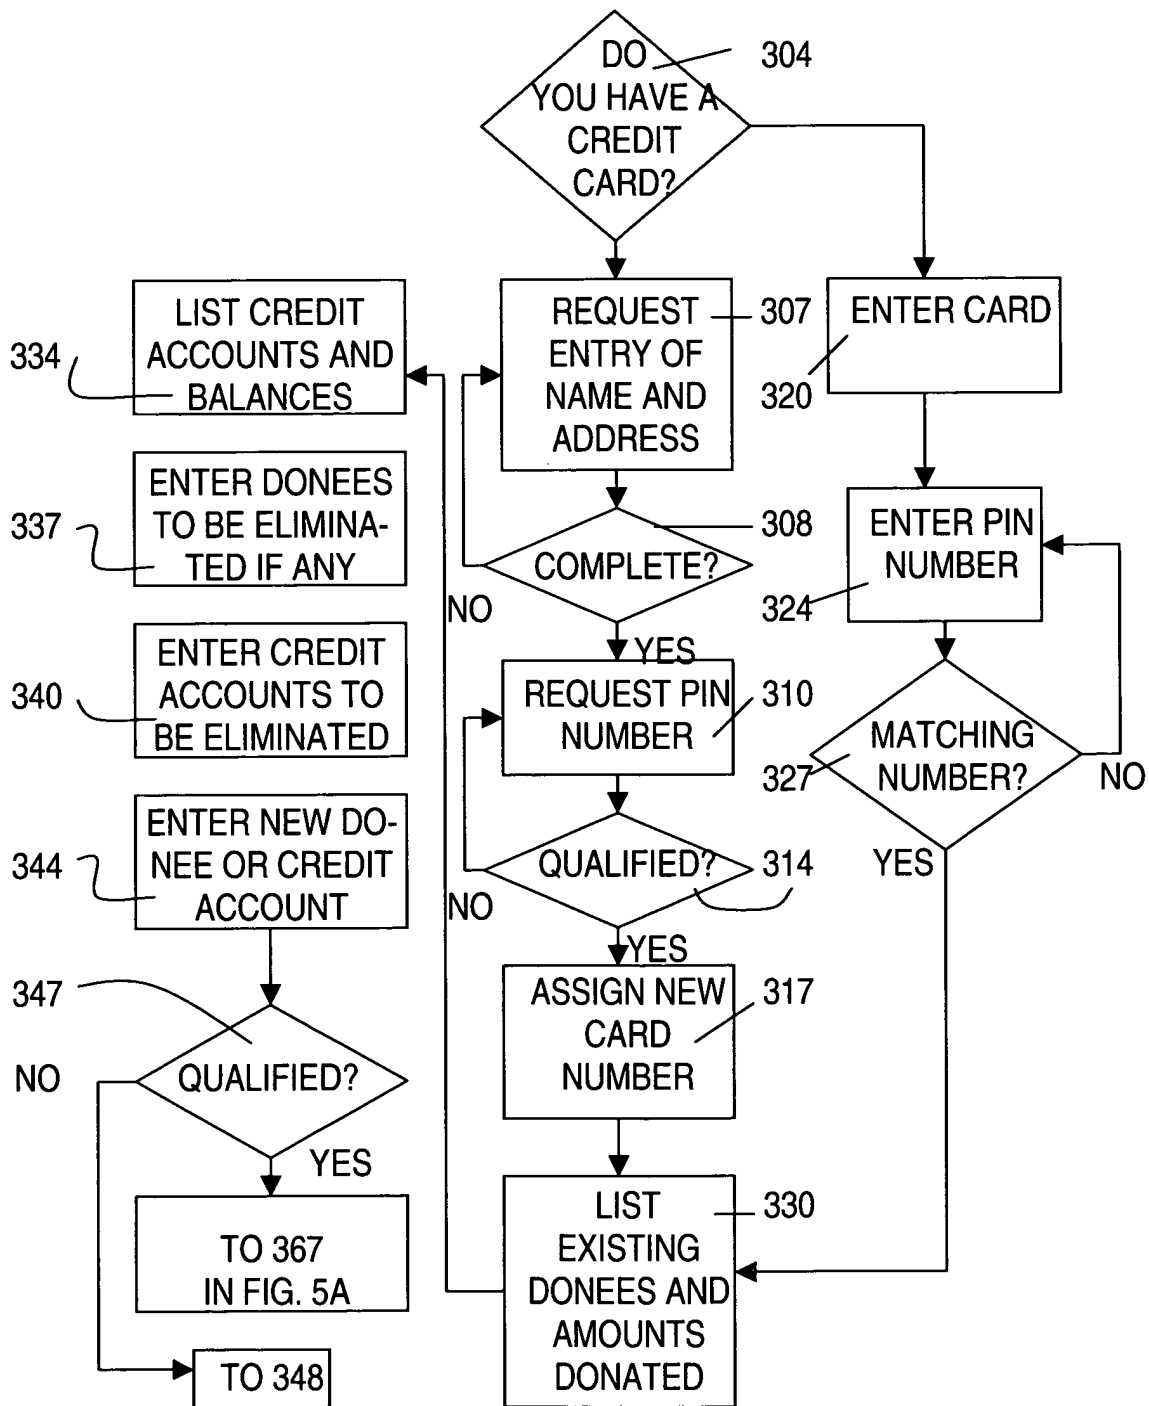 DO
YOU HAVE A
CREDIT
CARD?
304
LIST CREDIT
ACCOUNTS AND
BALANCES
334
REQUEST
ENTRY OF
NAME AND
ADDRESS
307
ENTER CARD
320
ENTER DONEES
TO BE ELIMINA-
TED IF ANY
337
COMPLETE?
308
NO
YES
ENTER PIN
NUMBER
324
ENTER CREDIT
ACCOUNTS TO
BE ELIMINATED
340
REQUEST PIN
NUMBER
310
MATCHING
NUMBER?
327
NO
YES
ENTER NEW DO-
NEE OR CREDIT
ACCOUNT
344
QUALIFIED?
314
NO
YES
ASSIGN NEW
CARD
NUMBER
317
347
QUALIFIED?
NO
YES
TO 367
IN FIG. 5A
TO 348
LIST
EXISTING
DONEES AND
AMOUNTS
DONATED
330